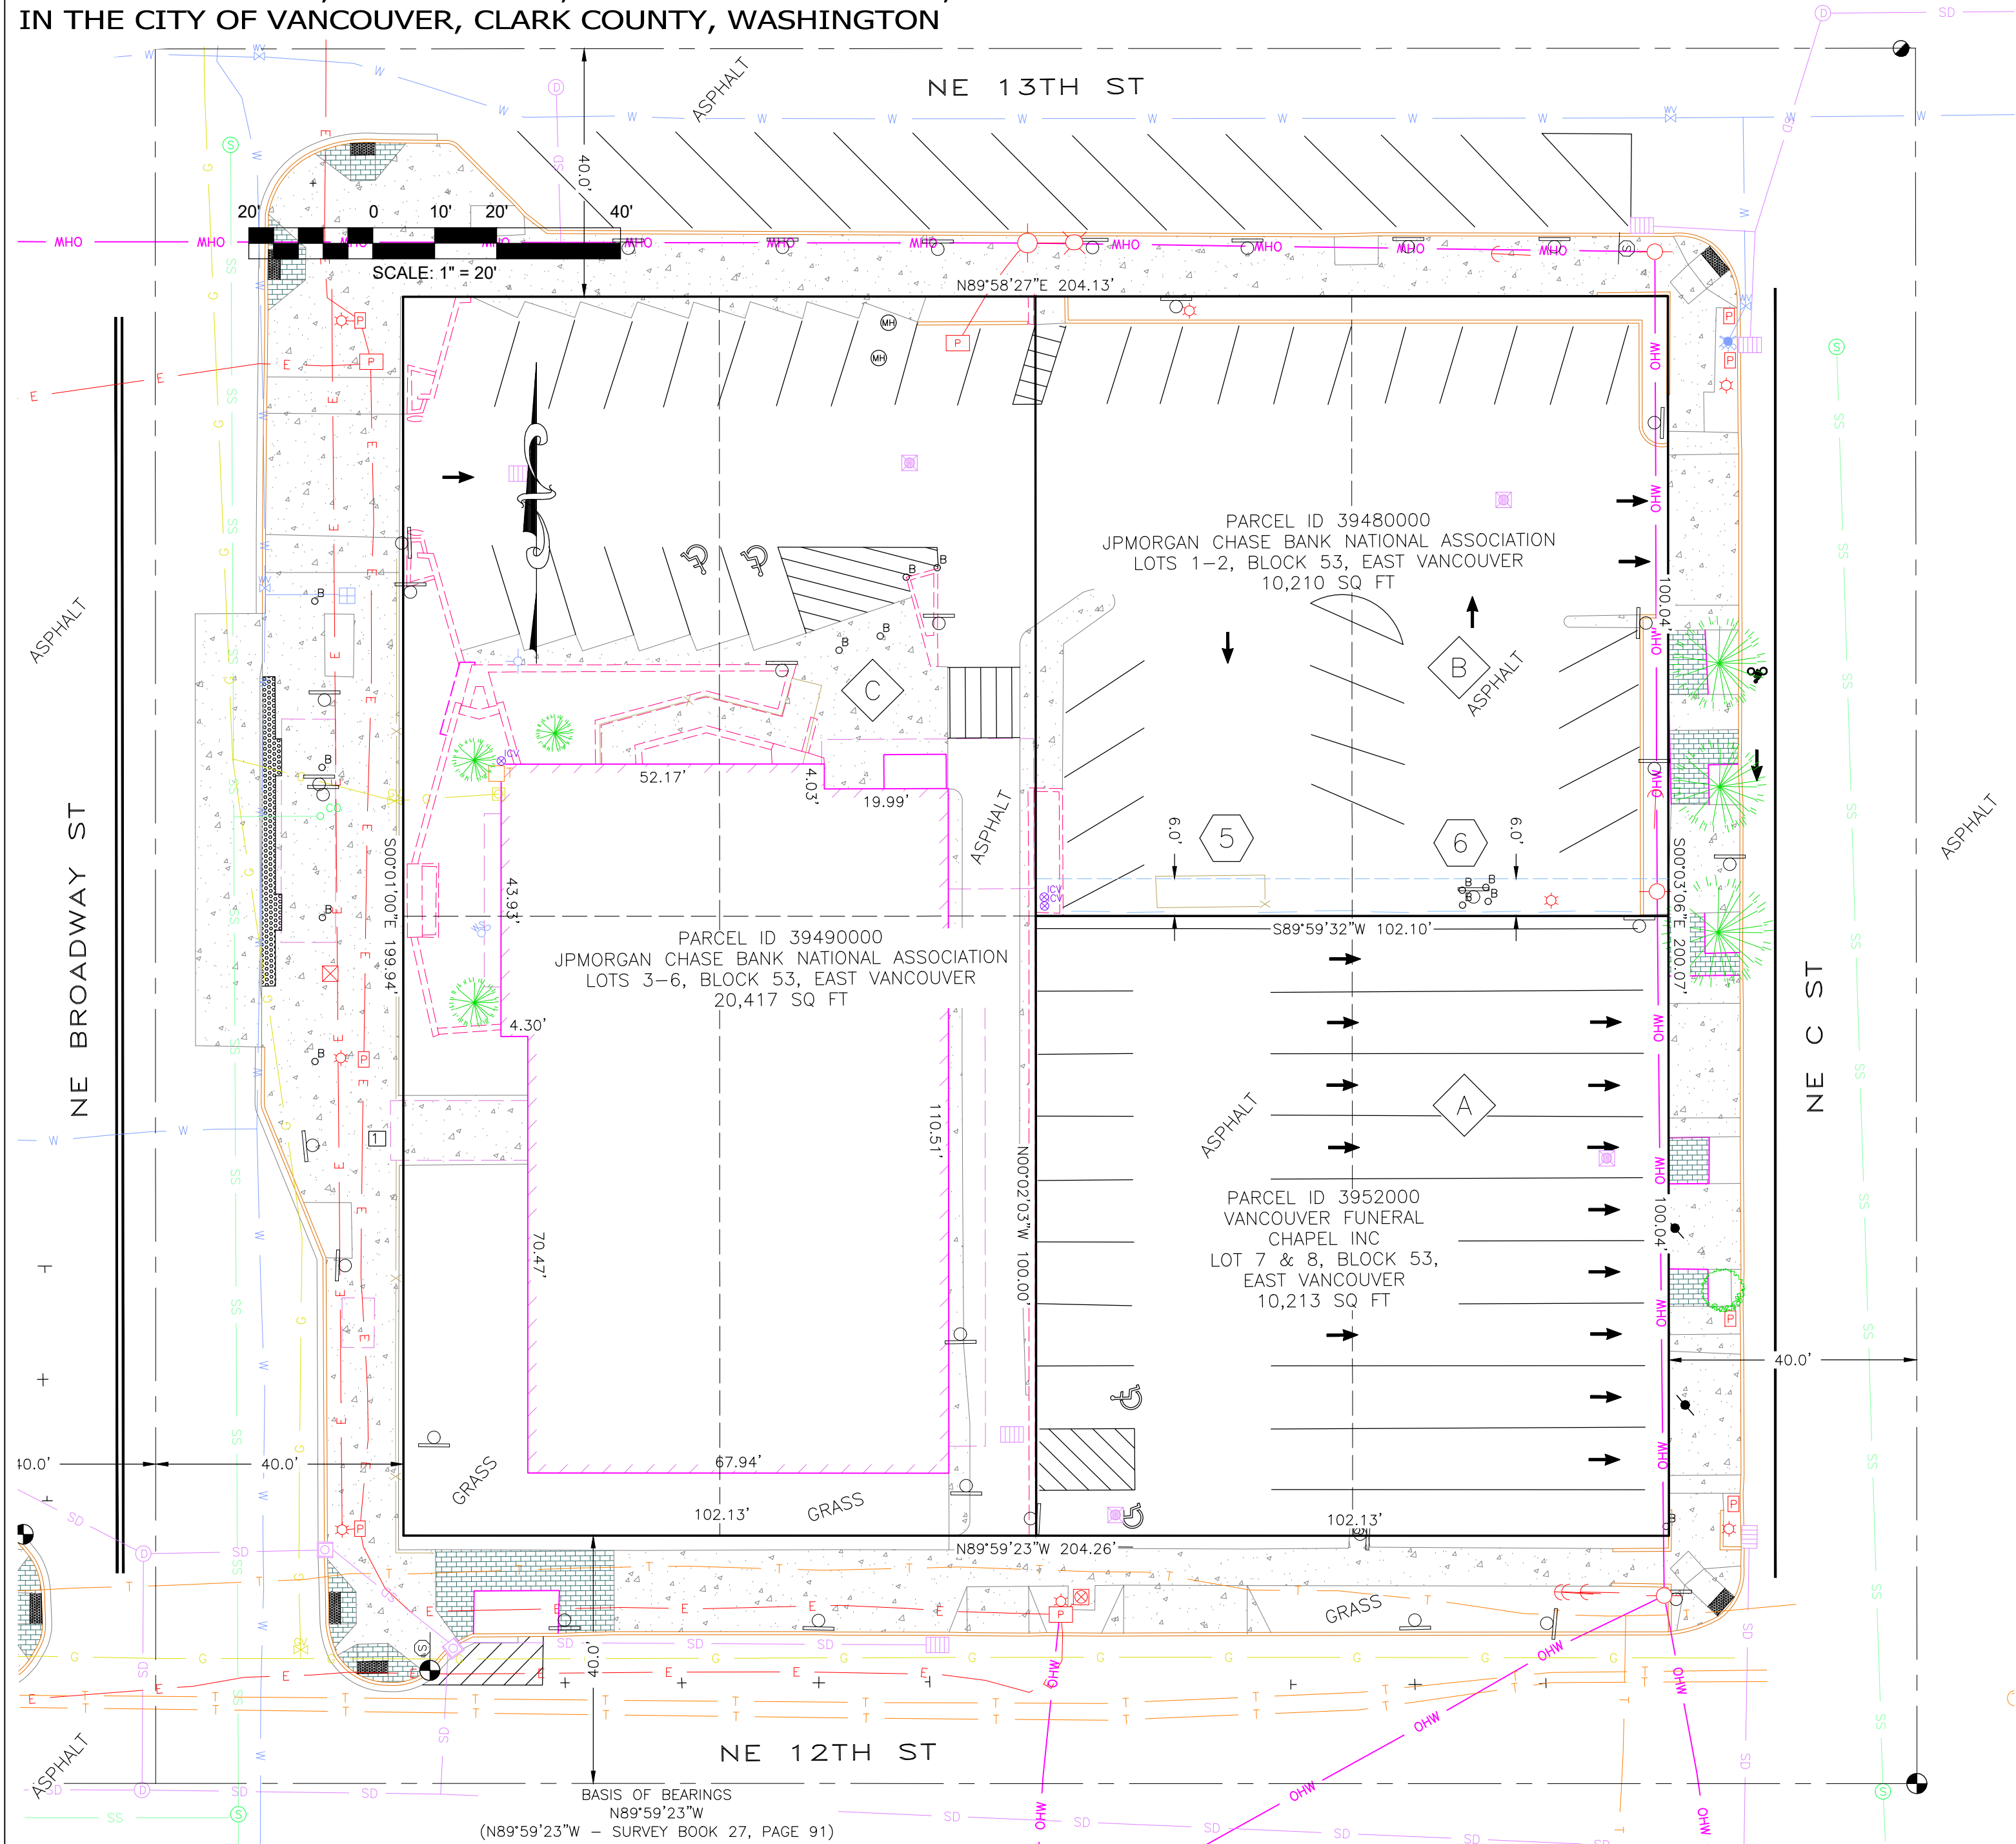 IN THE CITY OF VANCOUVER, CLARK COUNTY, WASHINGTON
NE 13TH ST
ASPHALT
40.0'
20' 0 10' 20' 40'
SCALE: 1" = 20'
N89°58'27"E 204.13'
PARCEL ID 39480000
JPMORGAN CHASE BANK NATIONAL ASSOCIATION
LOTS 1-2, BLOCK 53, EAST VANCOUVER
10,210 SQ FT
100.04'
ASPHALT
B
C
ASPHALT
52.17'
4.03'
19.99'
ASPHALT
6.0'
5
6
6.0'
ASPHALT
NE BROADWAY ST
S00°01'00"E 199.94'
43.93'
S00°03'06"E 200.07'
S89°59'32"W 102.10'
PARCEL ID 39490000
JPMORGAN CHASE BANK NATIONAL ASSOCIATION
LOTS 3-6, BLOCK 53, EAST VANCOUVER
20,417 SQ FT
4.30'
NE C ST
110.51'
N00°02'03"W 100.00'
A
ASPHALT
1
PARCEL ID 3952000
VANCOUVER FUNERAL
CHAPEL INC
LOT 7 & 8, BLOCK 53,
EAST VANCOUVER
10,213 SQ FT
100.04'
70.47'
40.0'
40.0'
40.0'
67.94'
GRASS
GRASS
102.13'
102.13'
N89°59'23"W 204.26'
GRASS
40.0'
NE 12TH ST
ASPHALT
BASIS OF BEARINGS
N89°59'23"W
(N89°59'23"W – SURVEY BOOK 27, PAGE 91)